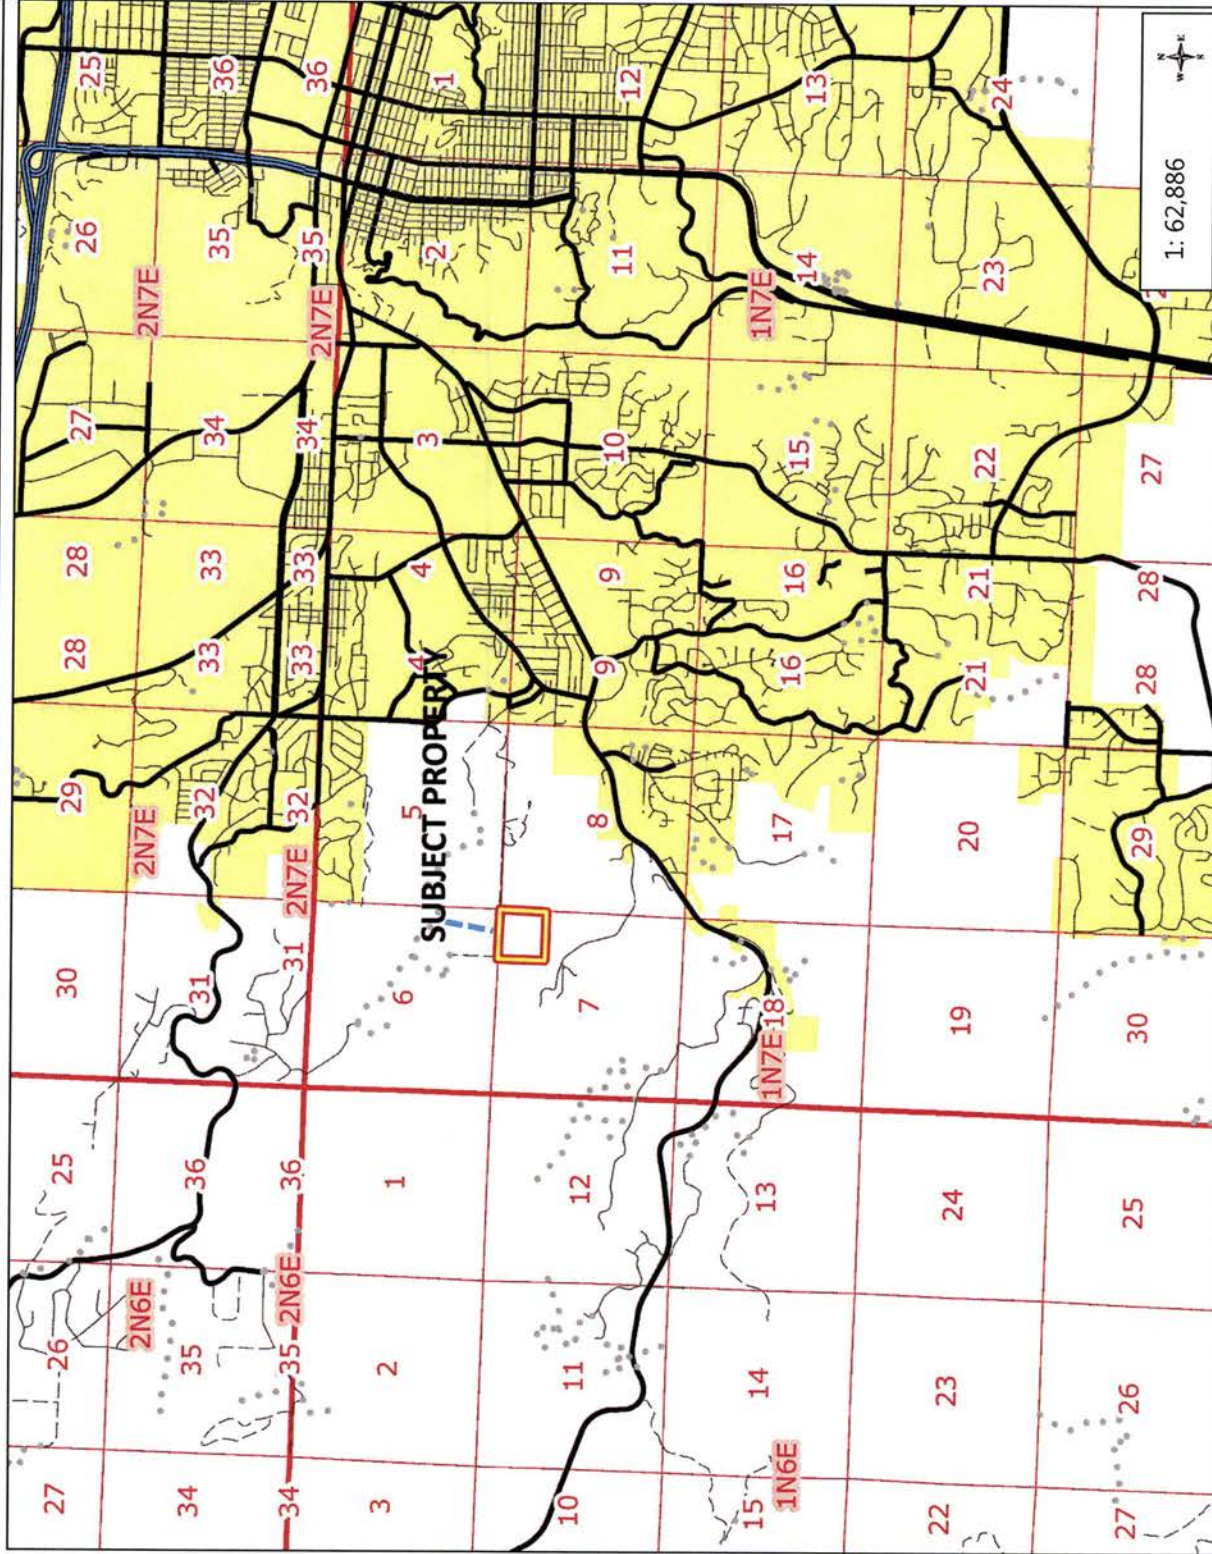 27 26 25 30 29 28 28 27 26 25
2N6E 2N7E 2N7E
34 35 36 31 32 33 33 34 35 36
34 35 2N6E 36 31 2N7E 32 33 33 34 2N7E 35 36
3 2 1 6 5 4 4 3 2 1
SUBJECT PROPERTY
10 11 12 7 8 9 9 10 11 12
15 14 13 18 17 16 16 15 14 13
1N6E 1N7E 1N7E
22 23 24 19 20 21 21 22 23 24
27 26 25 30 29 28 28 27
1: 62,886
N
W E
S